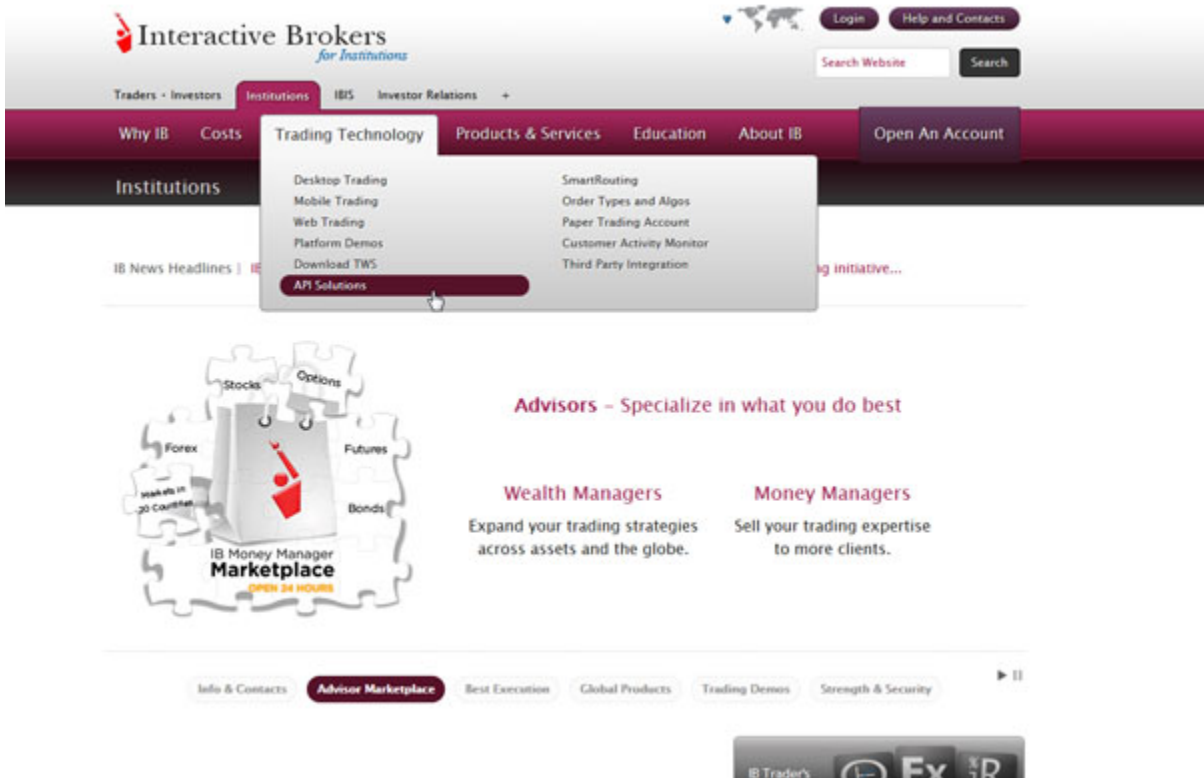 Interactive Brokers
for Institutions
Login
Help and Contacts
Search Website
Search
Traders · Investors
Institutions
IBIS
Investor Relations
+
Why IB
Costs
Trading Technology
Products & Services
Education
About IB
Open An Account
Institutions
Desktop Trading
SmartRouting
Mobile Trading
Order Types and Algos
Web Trading
Paper Trading Account
Platform Demos
Customer Activity Monitor
Download TWS
Third Party Integration
API Solutions
IB News Headlines |
initiative...
Stocks
Options
Forex
Futures
Markets in
20 Countries
Bonds
IB Money Manager
Marketplace
OPEN 24 HOURS
Advisors – Specialize in what you do best
Wealth Managers
Money Managers
Expand your trading strategies
across assets and the globe.
Sell your trading expertise
to more clients.
Info & Contacts
Advisor Marketplace
Best Execution
Global Products
Trading Demos
Strength & Security
IB Trader's
Ex